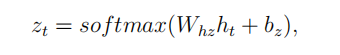 z_t = softmax(W_{hz}h_t + b_z),